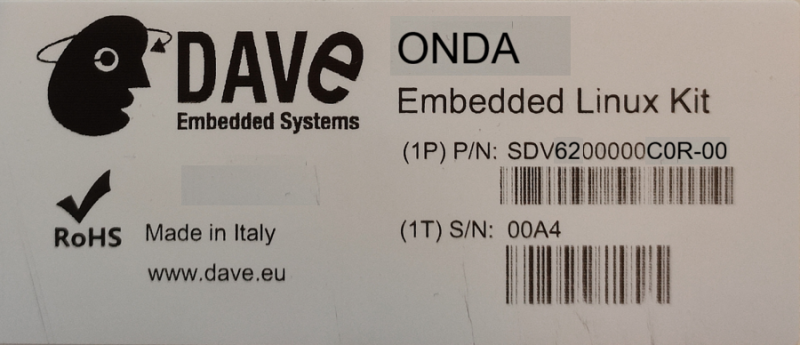 DAVe
Embedded Systems
ONDA
Embedded Linux Kit
(1P) P/N: SDV6200000C0R-00
(1T) S/N: 00A4
RoHS
Made in Italy
www.dave.eu